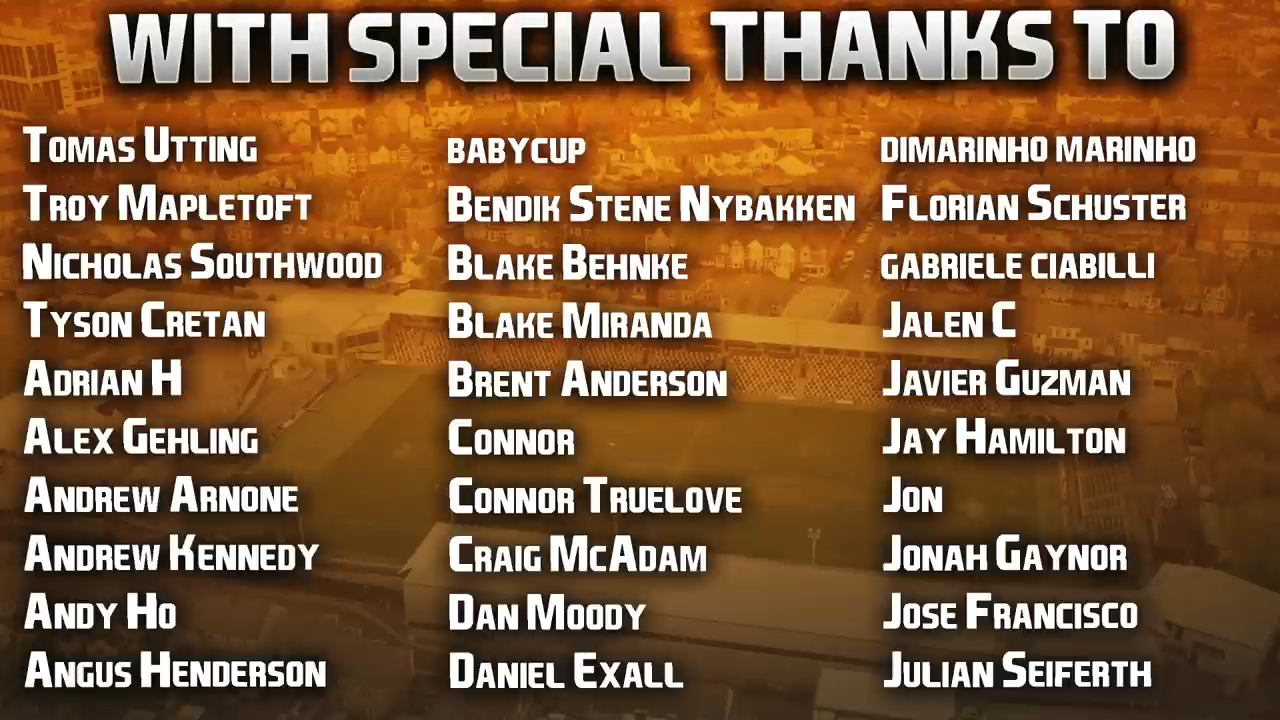 WITH SPECIAL THANKS TO
Tomas Utting
Troy Mapletoft
Nicholas Southwood
Tyson Cretan
Adrian H
Alex Gehling
Andrew Arnone
Andrew Kennedy
Andy Ho
Angus Henderson
babycup
Bendik Stene Nybakken
Blake Behnke
Blake Miranda
Brent Anderson
Connor
Connor Truelove
Craig McAdam
Dan Moody
Daniel Exall
dimarinho marinho
Florian Schuster
gabriele ciabilli
Jalen C
Javier Guzman
Jay Hamilton
Jon
Jonah Gaynor
Jose Francisco
Julian Seiferth